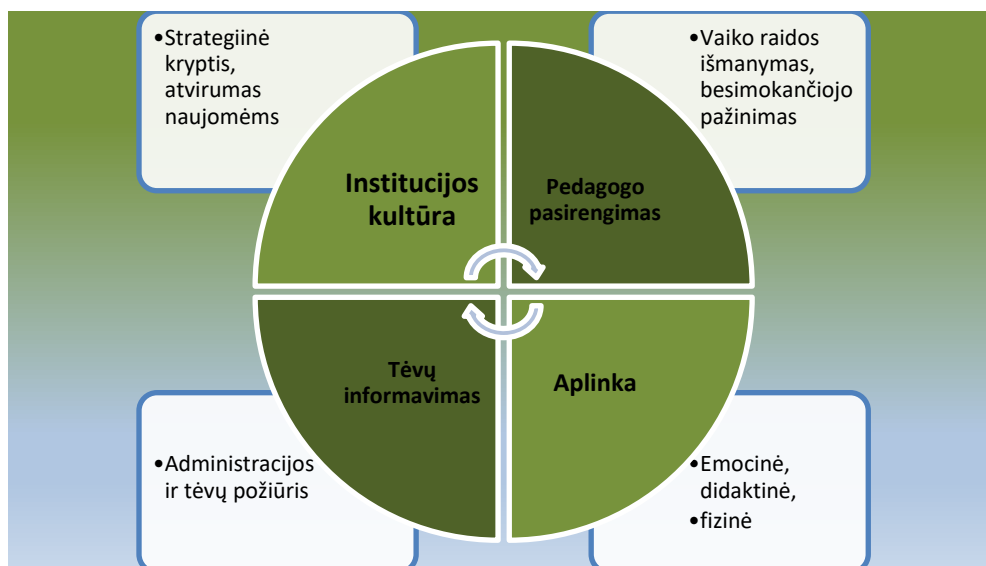 •Strategiinė
kryptis,
atvirumas
naujomėms
•Vaiko raidos
išmanymas,
besimokančiojo
pažinimas
Institucijos
kultūra
Pedagogo
pasirengimas
Tėvų
informavimas
Aplinka
•Administracijos
ir tėvų požiūris
•Emocinė,
didaktinė,
•fizinė